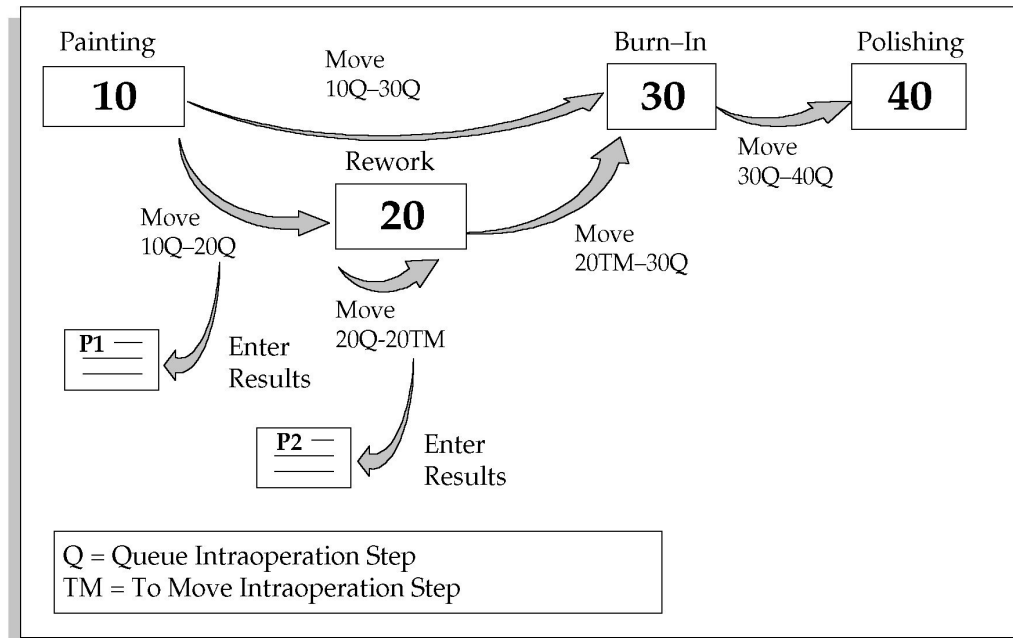 Painting
10
Move
10Q–30Q
Burn–In
30
Polishing
40
Move
30Q–40Q
Rework
20
Move
10Q–20Q
Move
20TM–30Q
Move
20Q-20TM
P1
Enter
Results
P2
Enter
Results
Q = Queue Intraoperation Step
TM = To Move Intraoperation Step